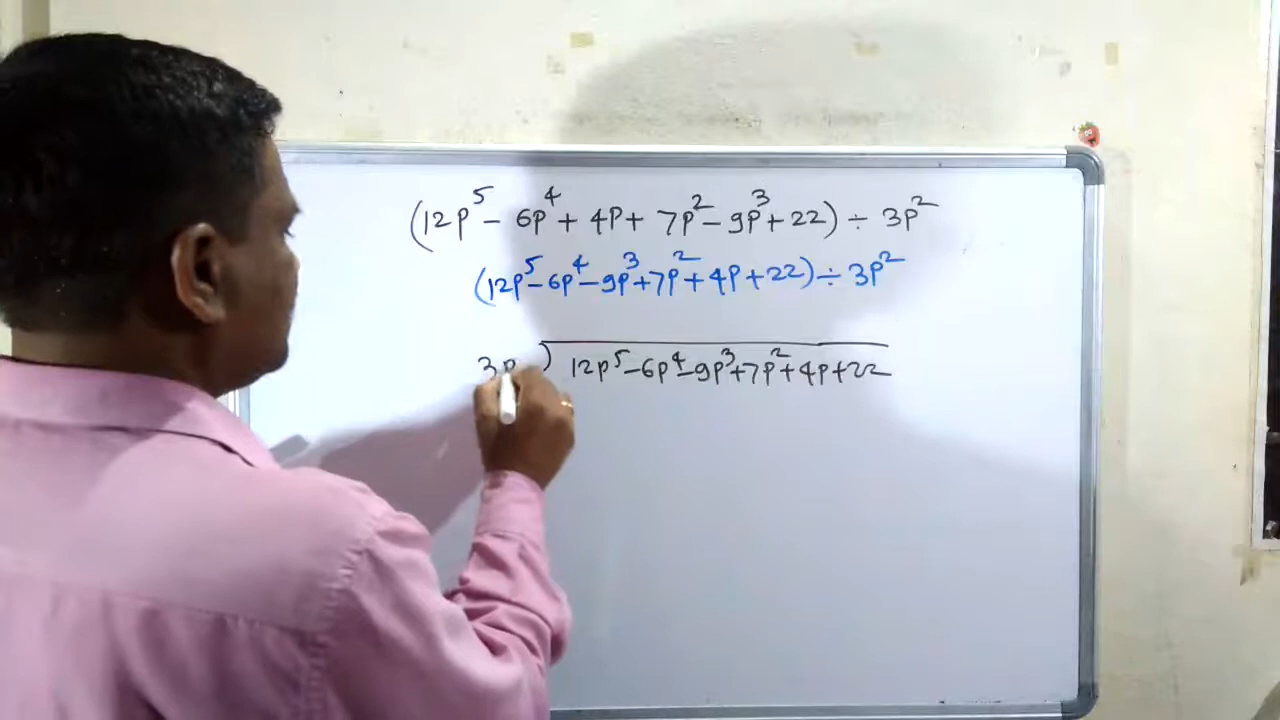 (12p⁵ - 6p⁴ + 4p + 7p² - 9p³ + 22) ÷ 3p²
(12p⁵ - 6p⁴ - 9p³ + 7p² + 4p + 22) ÷ 3p²
3p ) 12p⁵ - 6p⁴ - 9p³ + 7p² + 4p + 22